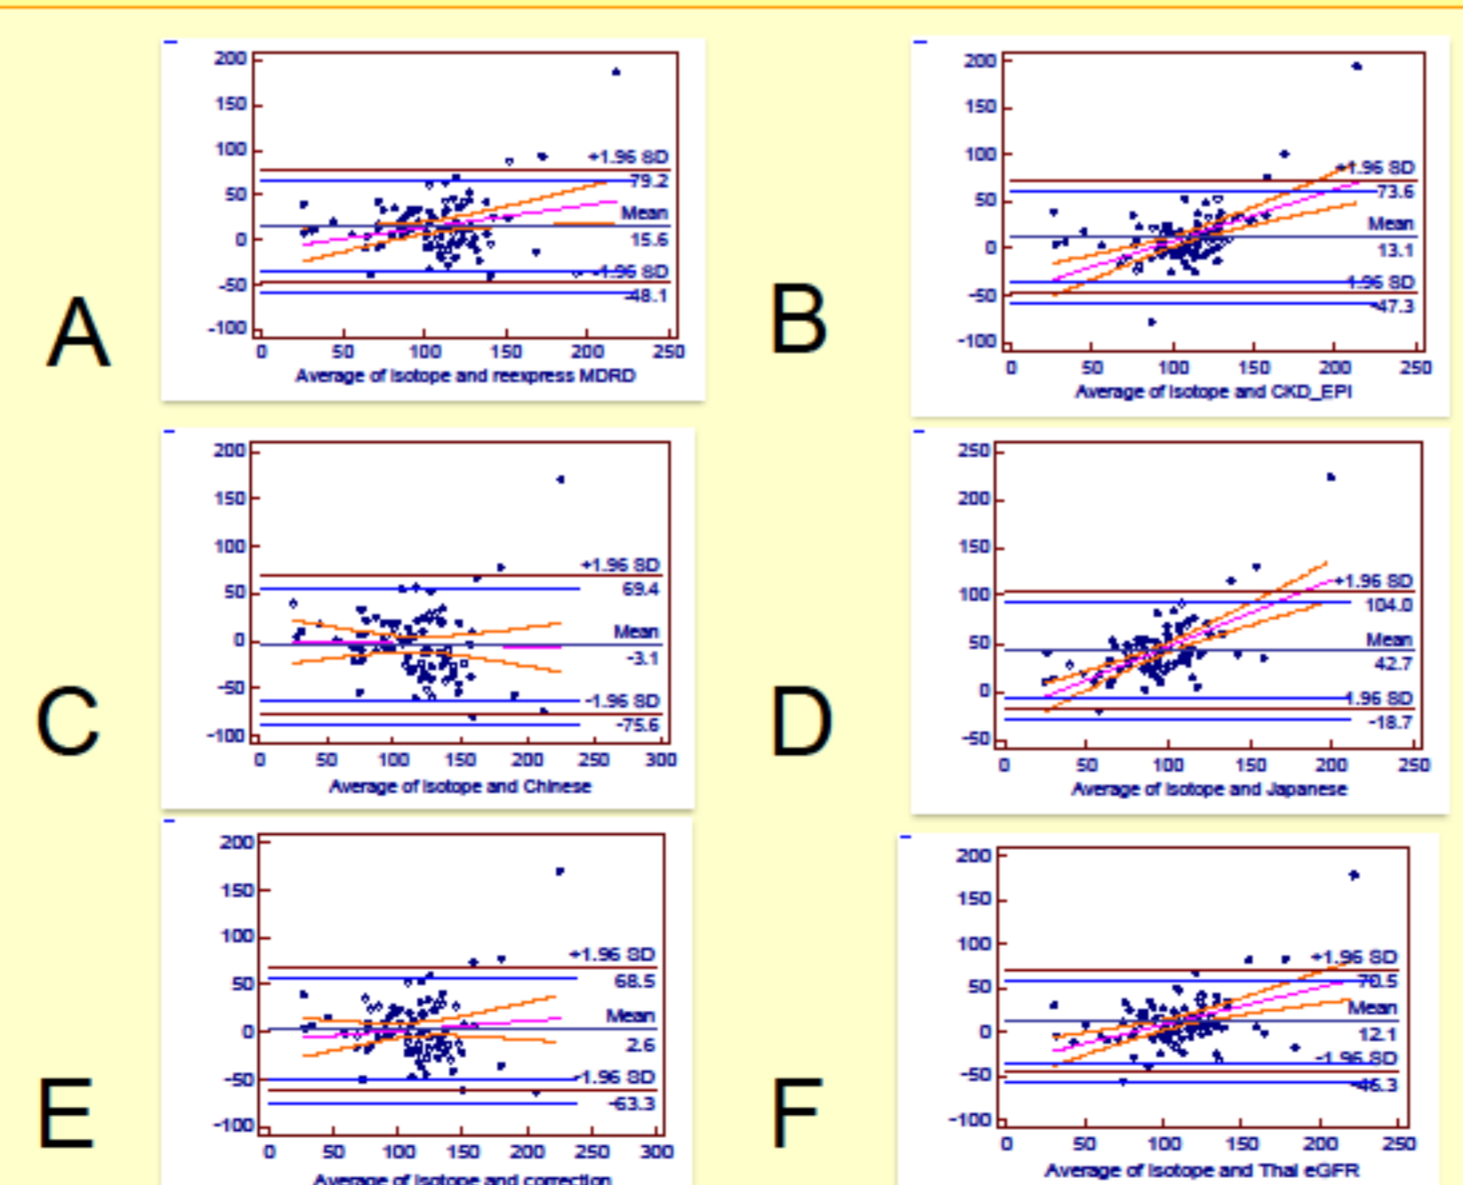 A
200
150
100
50
0
-50
-100
+1.96 SD
79.2
Mean
15.6
-1.96 SD
-48.1
0 50 100 150 200 250
Average of Isotope and reexpress MDRD
B
200
150
100
50
0
-50
-100
+1.96 SD
73.6
Mean
13.1
-1.96 SD
-47.3
0 50 100 150 200 250
Average of Isotope and CKD_EPI
C
200
150
100
50
0
-50
-100
+1.96 SD
69.4
Mean
-3.1
-1.96 SD
-75.6
0 50 100 150 200 250 300
Average of Isotope and Chinese
D
250
200
150
100
50
0
-50
+1.96 SD
104.0
Mean
42.7
-1.96 SD
-18.7
0 50 100 150 200 250
Average of Isotope and Japanese
E
200
150
100
50
0
-50
-100
+1.96 SD
68.5
Mean
2.6
-1.96 SD
-63.3
0 50 100 150 200 250 300
Average of Isotope and correction
F
200
150
100
50
0
-50
-100
+1.96 SD
70.5
Mean
12.1
-1.96 SD
-46.3
0 50 100 150 200 250
Average of Isotope and Thai eGFR